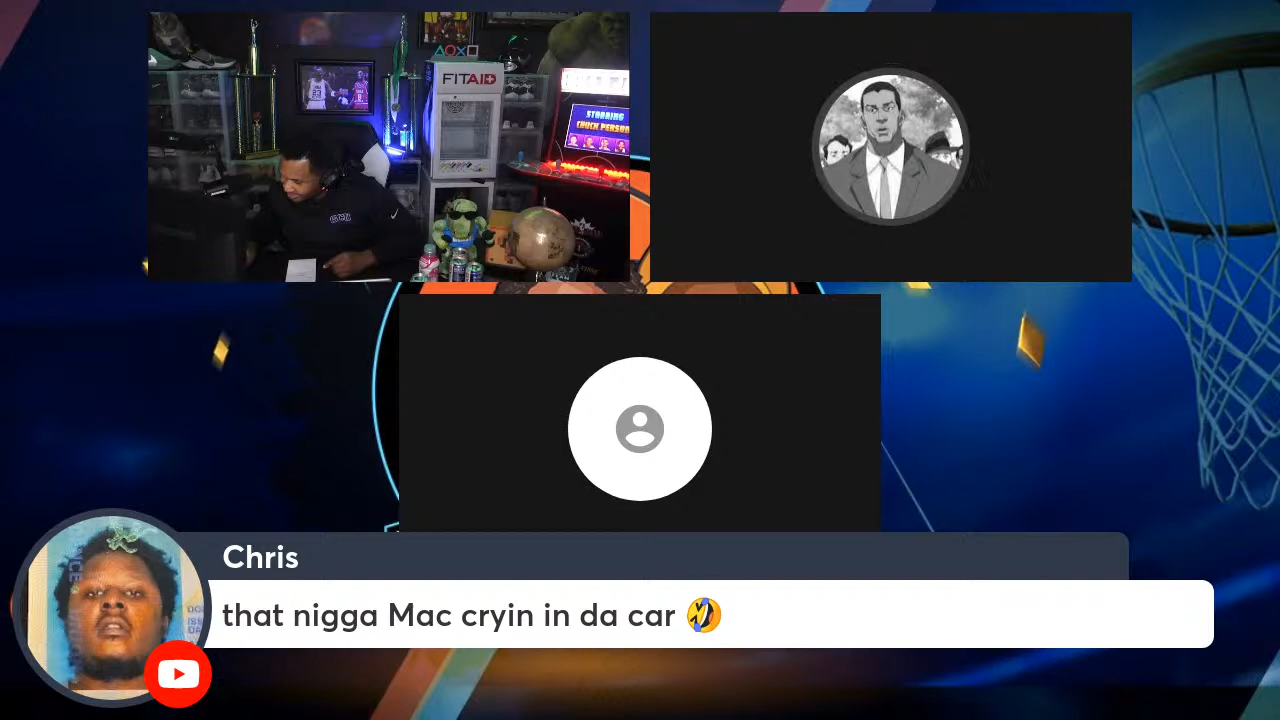 FITAID
STARRING
CHUCK PERSON
Chris
that nigga Mac cryin in da car 🤣